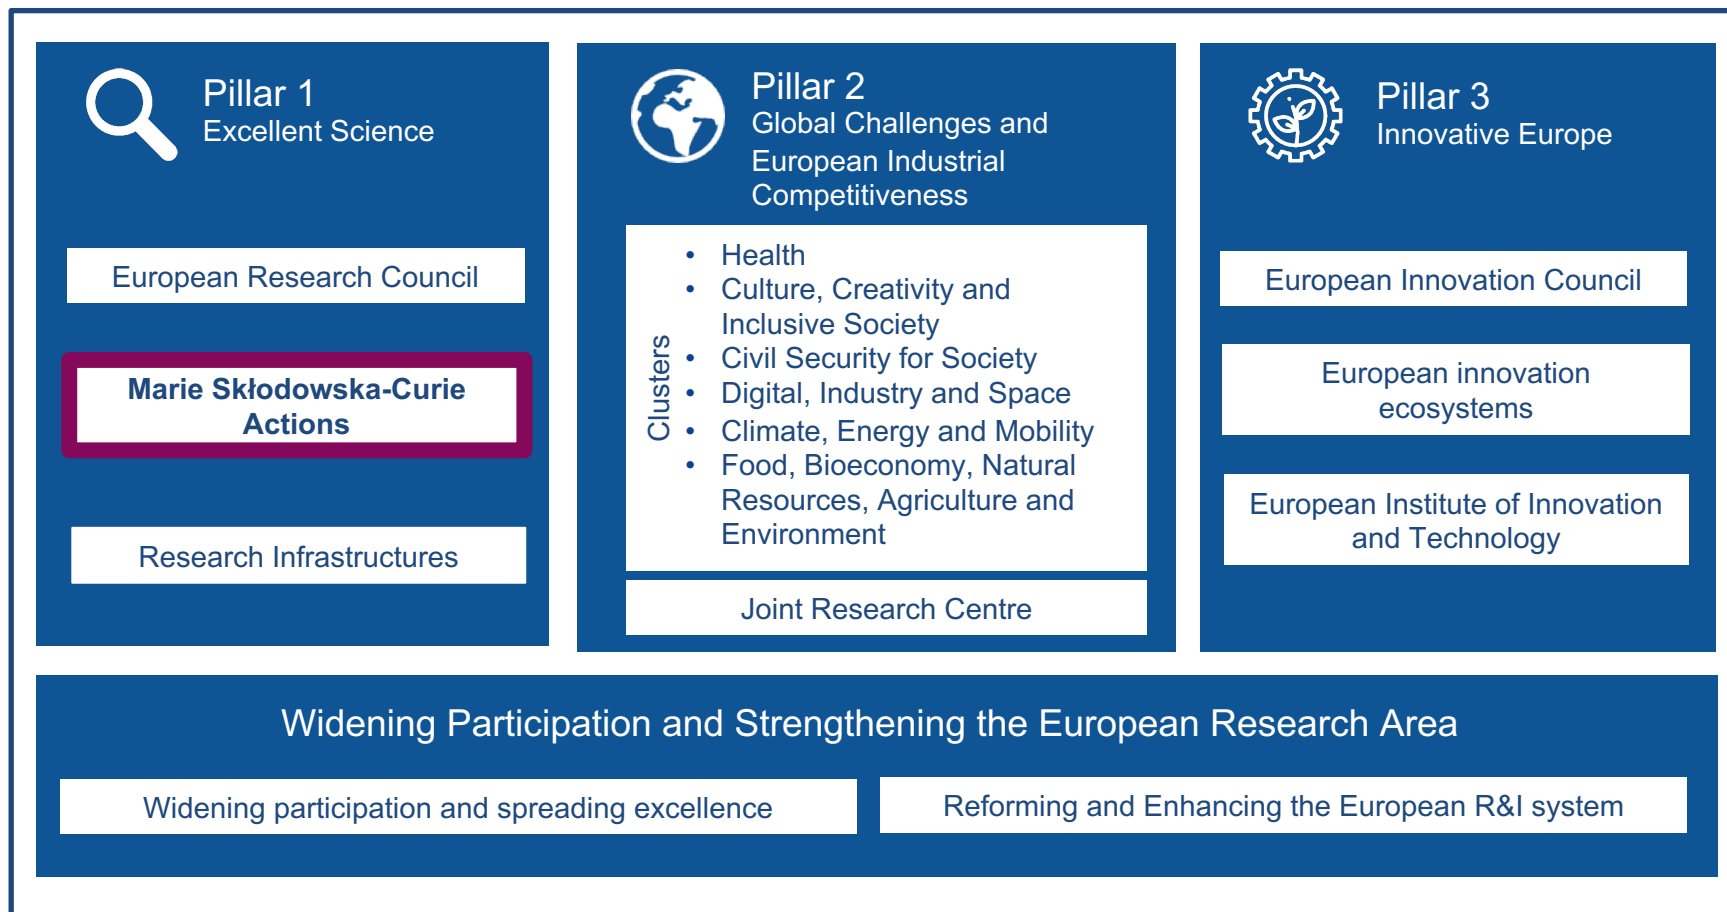 Pillar 1
Excellent Science
European Research Council
Marie Skłodowska-Curie
Actions
Research Infrastructures
Pillar 2
Global Challenges and
European Industrial
Competitiveness
Clusters
• Health
• Culture, Creativity and
Inclusive Society
• Civil Security for Society
• Digital, Industry and Space
• Climate, Energy and Mobility
• Food, Bioeconomy, Natural
Resources, Agriculture and
Environment
Joint Research Centre
Pillar 3
Innovative Europe
European Innovation Council
European innovation
ecosystems
European Institute of Innovation
and Technology
Widening Participation and Strengthening the European Research Area
Widening participation and spreading excellence
Reforming and Enhancing the European R&I system